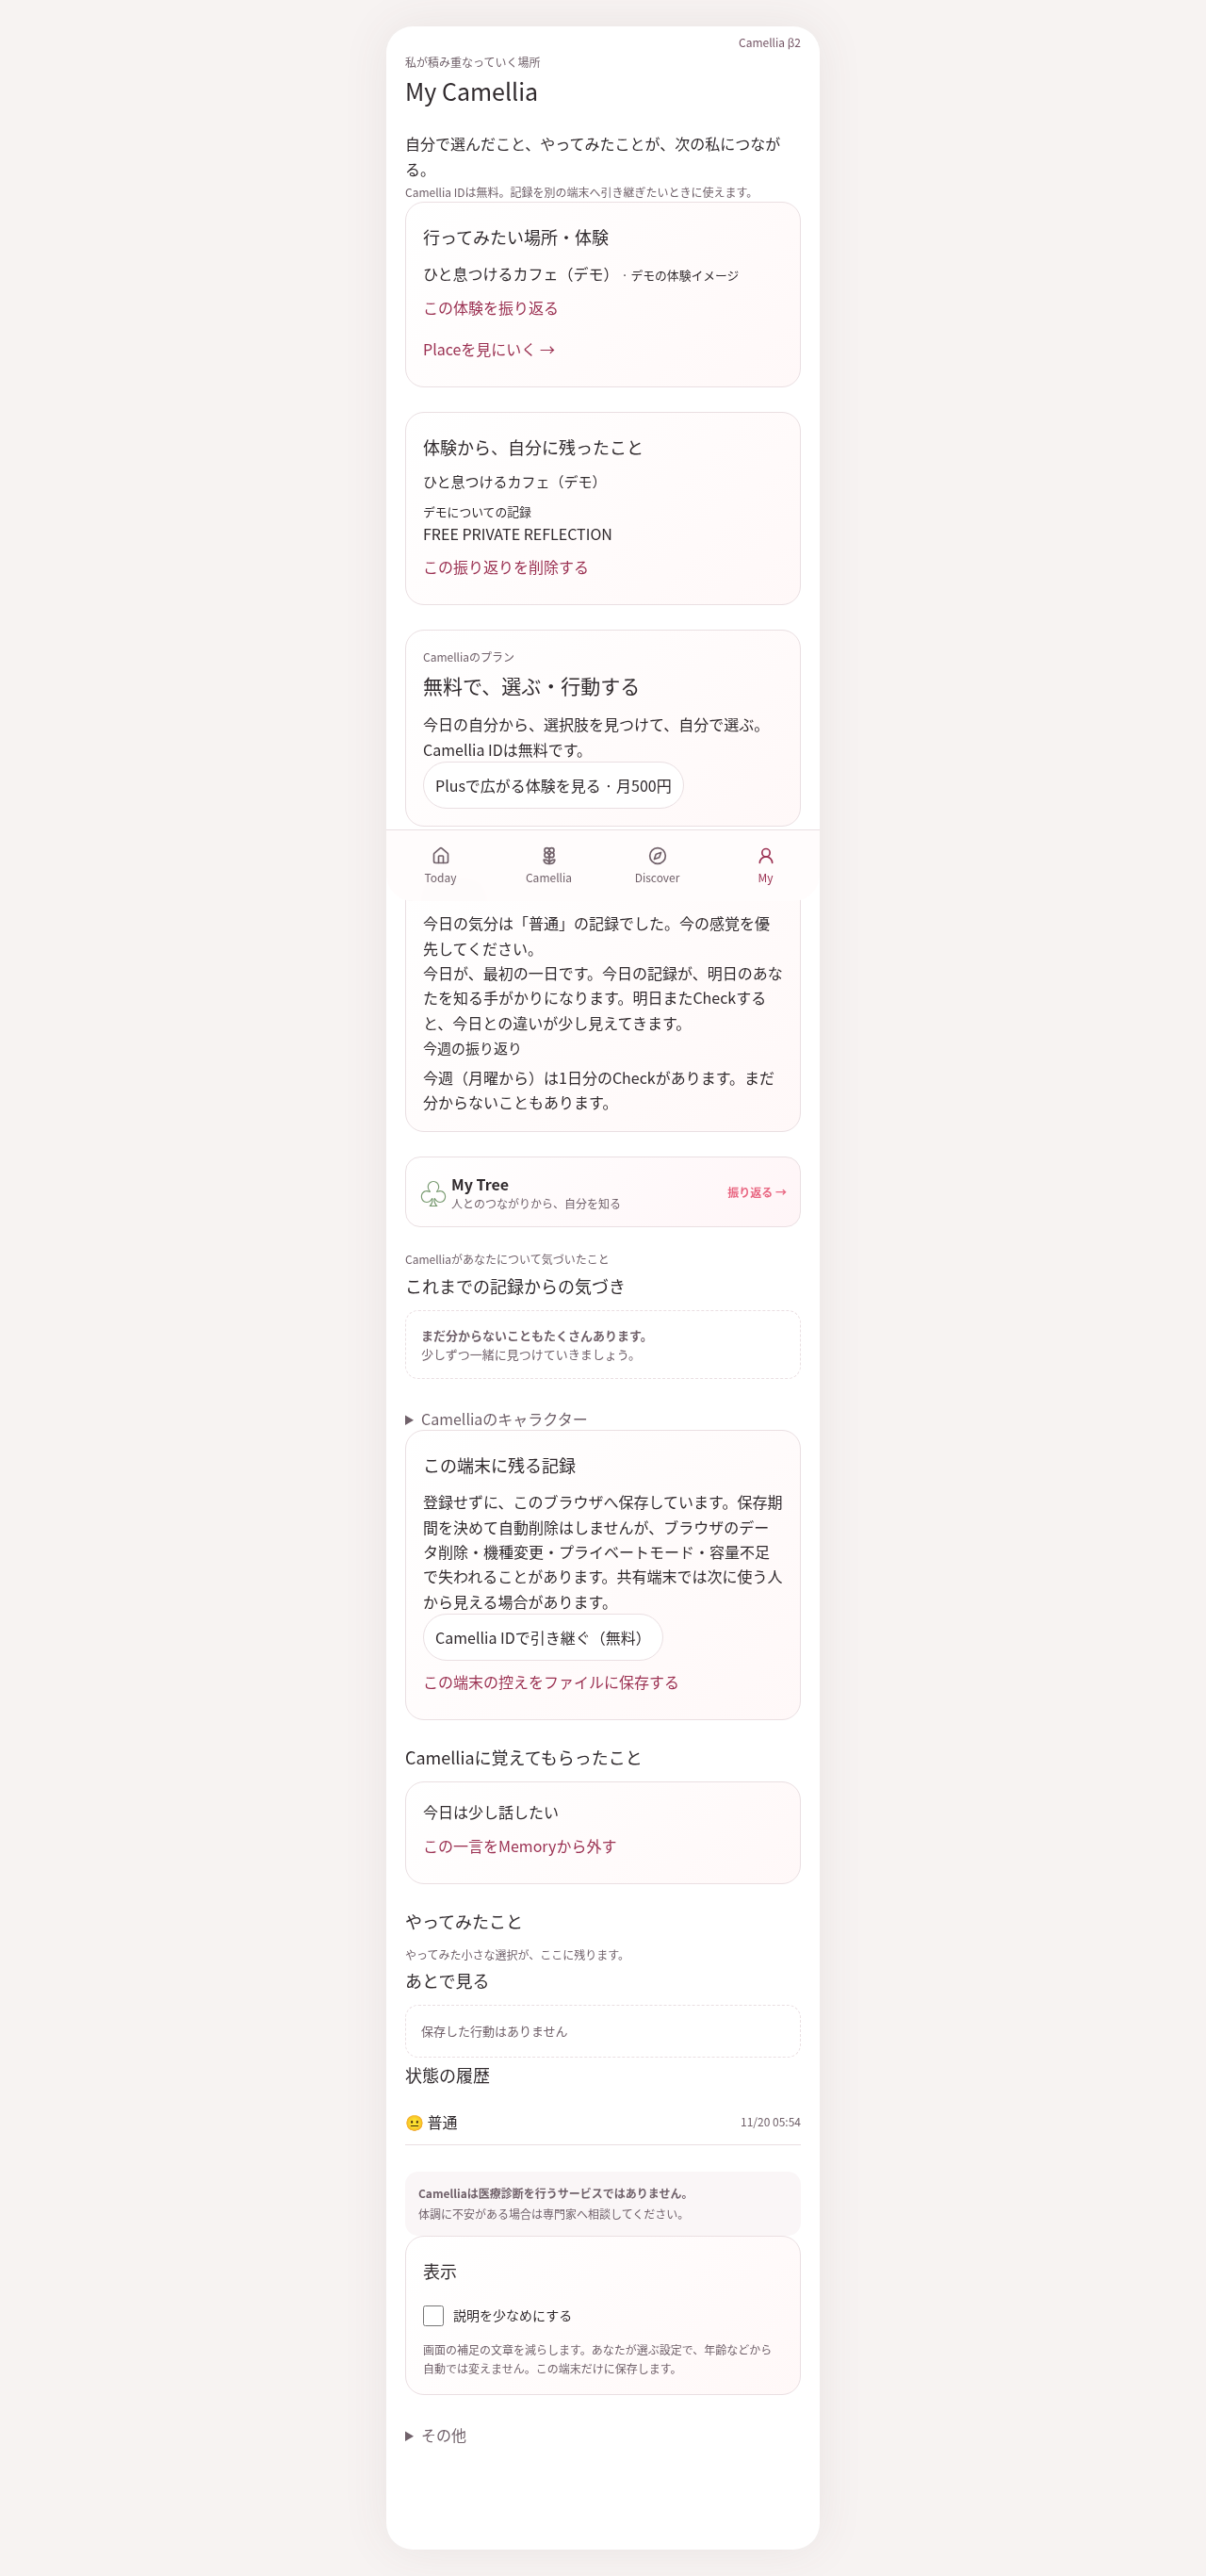 Camellia β2
私が積み重なっていく場所
My Camellia
自分で選んだこと、やってみたことが、次の私につなが
る。
Camellia IDは無料。記録を別の端末へ引き継ぎたいときに使えます。
行ってみたい場所・体験
ひと息つけるカフェ（デモ） · デモの体験イメージ
この体験を振り返る
Placeを見にいく →
体験から、自分に残ったこと
ひと息つけるカフェ（デモ）
デモについての記録
FREE PRIVATE REFLECTION
この振り返りを削除する
Camelliaのプラン
無料で、選ぶ・行動する
今日の自分から、選択肢を見つけて、自分で選ぶ。
Camellia IDは無料です。
Plusで広がる体験を見る · 月500円
Today
Camellia
Discover
My
今日の気分は「普通」の記録でした。今の感覚を優
先してください。
今日が、最初の一日です。今日の記録が、明日のあな
たを知る手がかりになります。明日またCheckする
と、今日との違いが少し見えてきます。
今週の振り返り
今週（月曜から）は1日分のCheckがあります。まだ
分からないこともあります。
My Tree
人とのつながりから、自分を知る
振り返る →
Camelliaがあなたについて気づいたこと
これまでの記録からの気づき
まだ分からないこともたくさんあります。
少しずつ一緒に見つけていきましょう。
Camelliaのキャラクター
この端末に残る記録
登録せずに、このブラウザへ保存しています。保存期
間を決めて自動削除はしませんが、ブラウザのデー
タ削除・機種変更・プライベートモード・容量不足
で失われることがあります。共有端末では次に使う人
から見える場合があります。
Camellia IDで引き継ぐ（無料）
この端末の控えをファイルに保存する
Camelliaに覚えてもらったこと
今日は少し話したい
この一言をMemoryから外す
やってみたこと
やってみた小さな選択が、ここに残ります。
あとで見る
保存した行動はありません
状態の履歴
😐 普通
11/20 05:54
Camelliaは医療診断を行うサービスではありません。
体調に不安がある場合は専門家へ相談してください。
表示
説明を少なめにする
画面の補足の文章を減らします。あなたが選ぶ設定で、年齢などから
自動では変えません。この端末だけに保存します。
その他